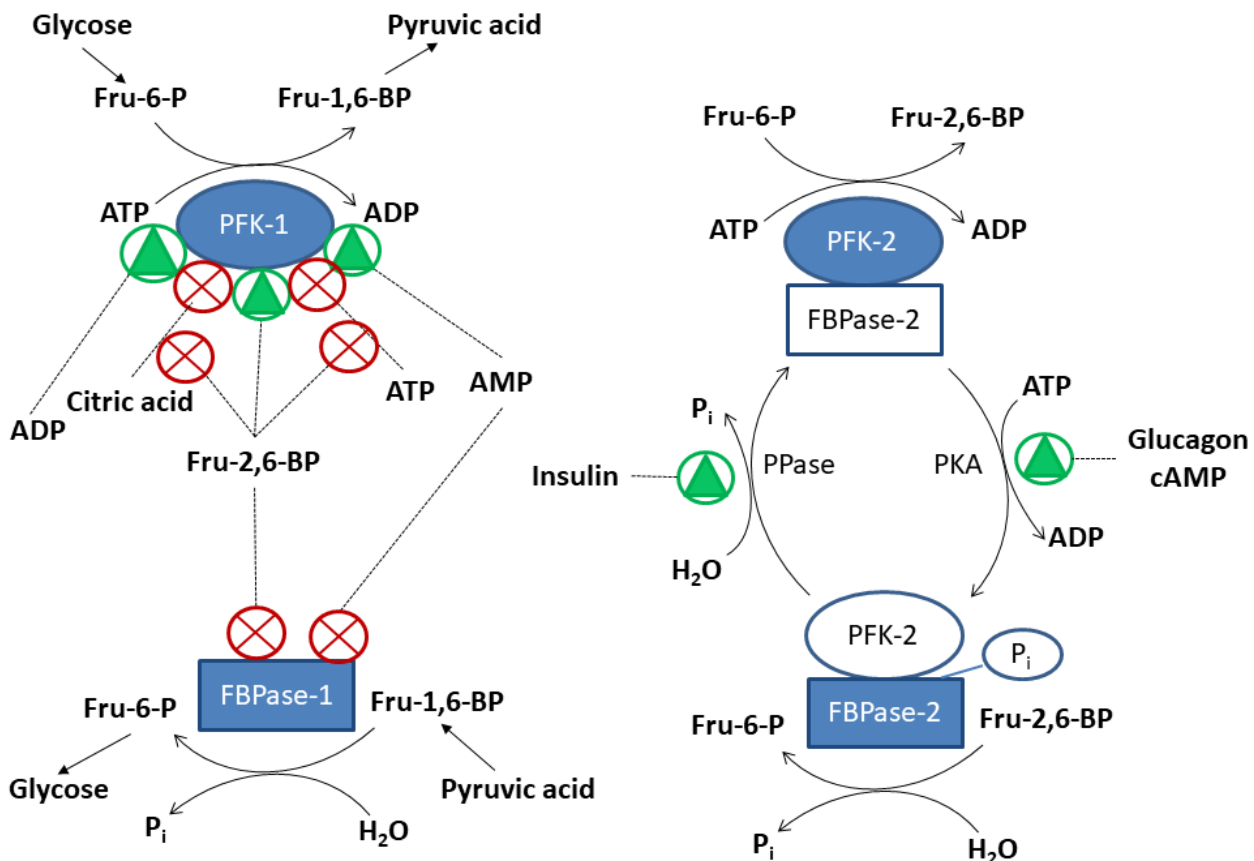 Glycose
Pyruvic acid
Fru-6-P
Fru-1,6-BP
ATP
PFK-1
ADP
Citric acid
ATP
AMP
ADP
Fru-2,6-BP
FBPase-1
Fru-6-P
Fru-1,6-BP
Glycose
Pyruvic acid
Pi
H2O
Fru-6-P
Fru-2,6-BP
ATP
PFK-2
ADP
FBPase-2
Pi
ATP
Insulin
PPase
PKA
Glucagon
cAMP
H2O
ADP
PFK-2
Pi
FBPase-2
Fru-6-P
Fru-2,6-BP
Pi
H2O